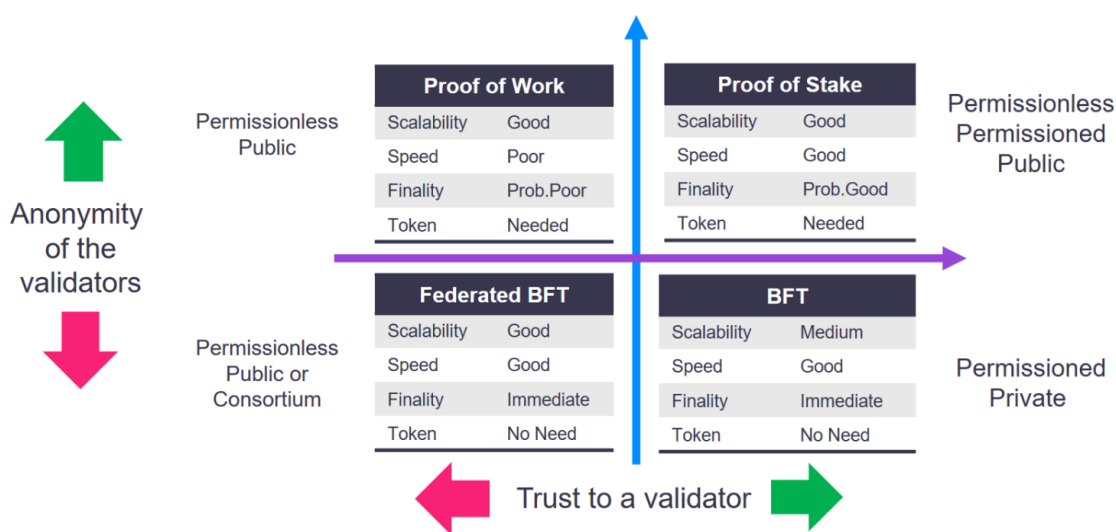 Proof of Work
Scalability Good
Speed Poor
Finality Prob.Poor
Token Needed
Proof of Stake
Scalability Good
Speed Good
Finality Prob.Good
Token Needed
Permissionless
Public
Permissionless
Permissioned
Public
Anonymity
of the
validators
Federated BFT
Scalability Good
Speed Good
Finality Immediate
Token No Need
BFT
Scalability Medium
Speed Good
Finality Immediate
Token No Need
Permissionless
Public or
Consortium
Permissioned
Private
Trust to a validator